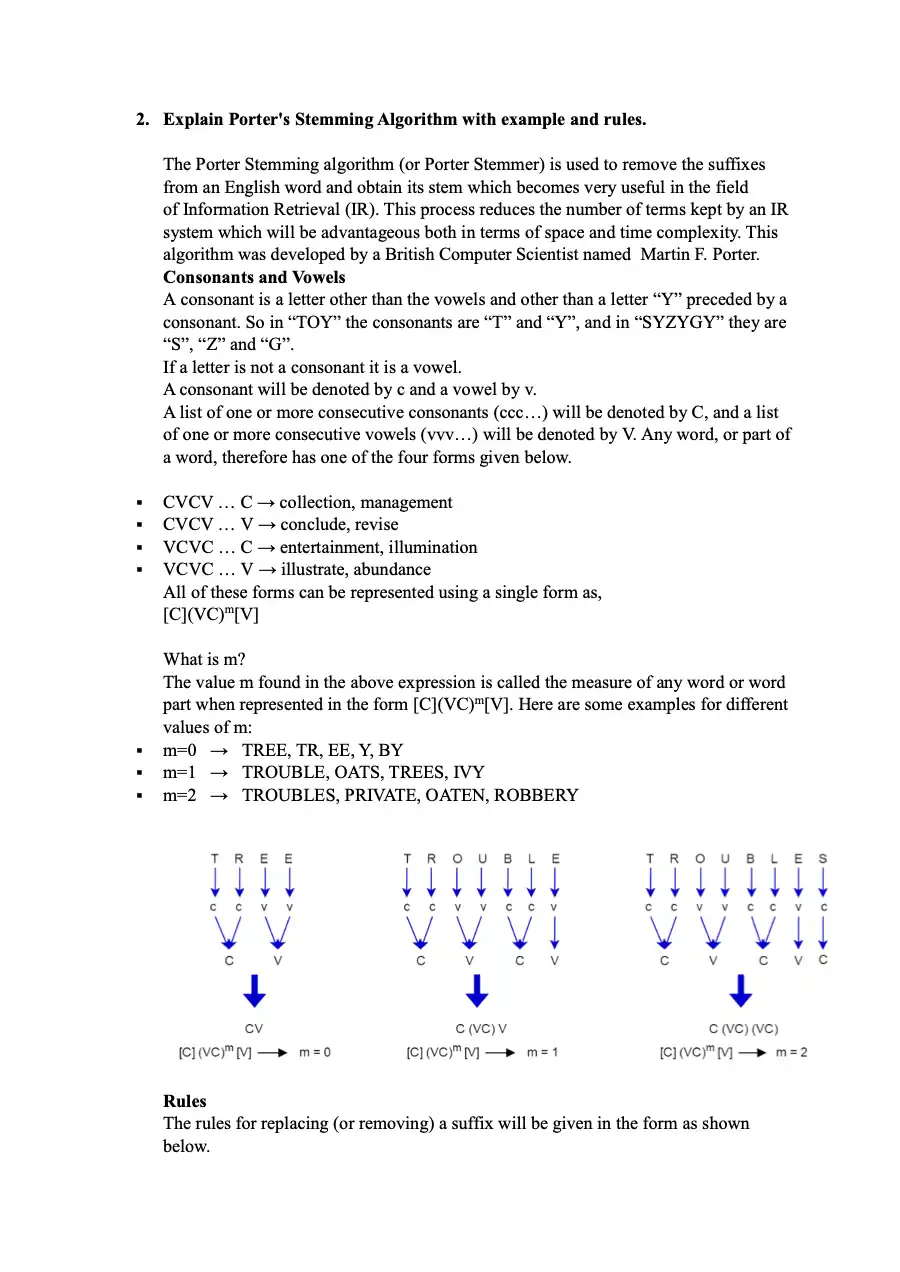 2. Explain Porter's Stemming Algorithm with example and rules.
The Porter Stemming algorithm (or Porter Stemmer) is used to remove the suffixes
from an English word and obtain its stem which becomes very useful in the field
of Information Retrieval (IR). This process reduces the number of terms kept by an IR
system which will be advantageous both in terms of space and time complexity. This
algorithm was developed by a British Computer Scientist named  Martin F. Porter.
Consonants and Vowels
A consonant is a letter other than the vowels and other than a letter “Y” preceded by a
consonant. So in “TOY” the consonants are “T” and “Y”, and in “SYZYGY” they are
“S”, “Z” and “G”.
If a letter is not a consonant it is a vowel.
A consonant will be denoted by c and a vowel by v.
A list of one or more consecutive consonants (ccc…) will be denoted by C, and a list
of one or more consecutive vowels (vvv…) will be denoted by V. Any word, or part of
a word, therefore has one of the four forms given below.
▪ CVCV … C → collection, management
▪ CVCV … V → conclude, revise
▪ VCVC … C → entertainment, illumination
▪ VCVC … V → illustrate, abundance
All of these forms can be represented using a single form as,
[C](VC)ᵐ[V]
What is m?
The value m found in the above expression is called the measure of any word or word
part when represented in the form [C](VC)ᵐ[V]. Here are some examples for different
values of m:
▪ m=0 → TREE, TR, EE, Y, BY
▪ m=1 → TROUBLE, OATS, TREES, IVY
▪ m=2 → TROUBLES, PRIVATE, OATEN, ROBBERY
T R E E T R O U B L E T R O U B L E S
c c v v c c v v c c v c c v v c c v c
C V C V C V C V C V C
CV C (VC) V C (VC) (VC)
[C] (VC)ᵐ [V] → m = 0 [C] (VC)ᵐ [V] → m = 1 [C] (VC)ᵐ [V] → m = 2
Rules
The rules for replacing (or removing) a suffix will be given in the form as shown
below.